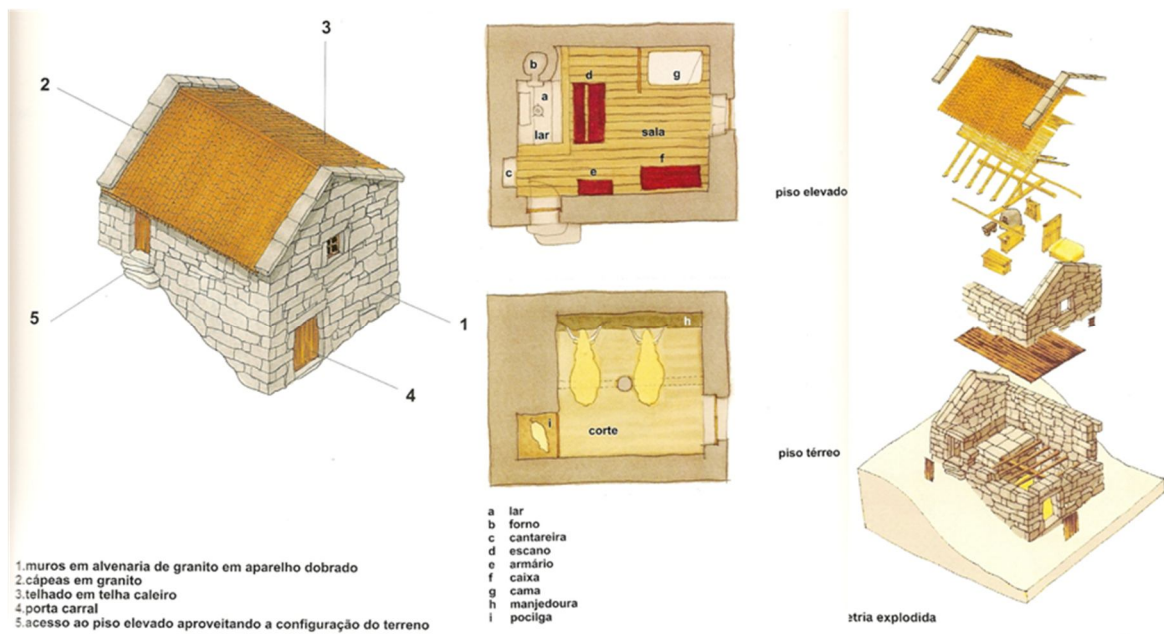 3
2
5
1
4
1.muros em alvenaria de granito em aparelho dobrado
2.cápeas em granito
3.telhado em telha caleiro
4.porta carral
5.acesso ao piso elevado aproveitando a configuração do terreno
b
a
lar
c
d
e
g
sala
f
piso elevado
h
i
corte
piso térreo
a lar
b forno
c cantareira
d escano
e armário
f caixa
g cama
h manjedoura
i pocilga
etria explodida